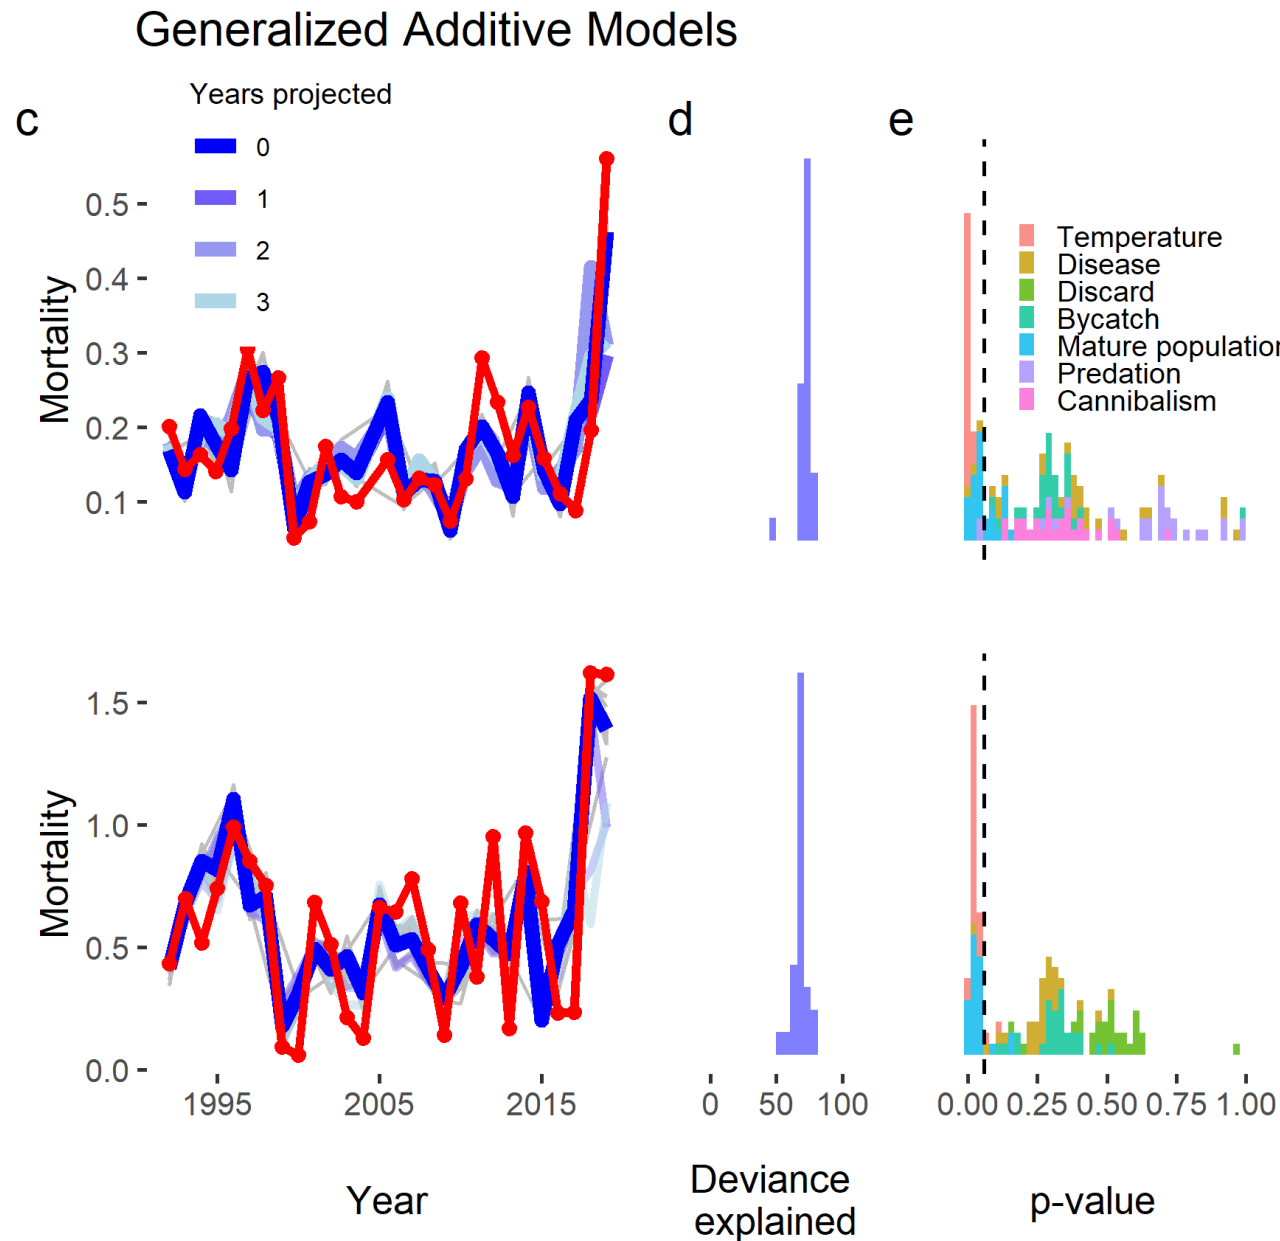 Generalized Additive Models
c
Years projected
0
1
2
3
d
e
Temperature
Disease
Discard
Bycatch
Mature population
Predation
Cannibalism
Mortality
0.5
0.4
0.3
0.2
0.1
Mortality
1.5
1.0
0.5
0.0
1995 2005 2015
0 50 100
0.00 0.25 0.50 0.75 1.00
Year
Deviance
explained
p-value